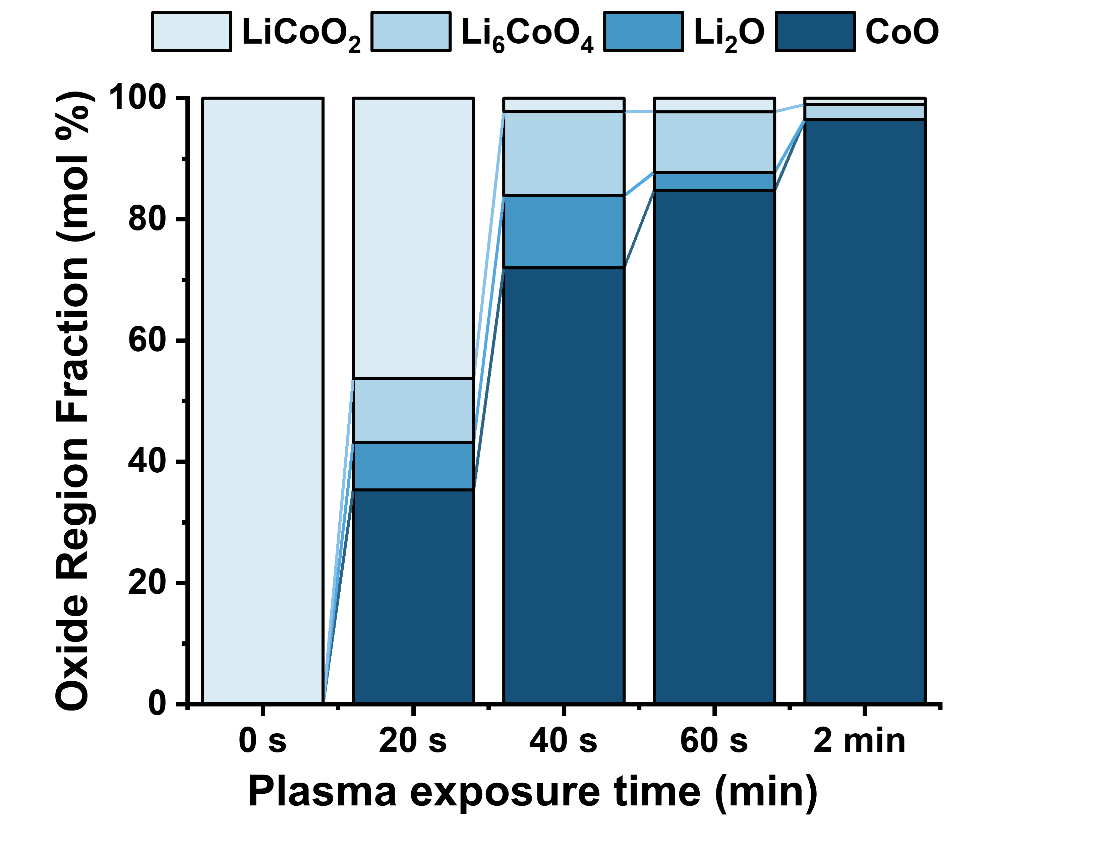 LiCoO₂ Li₆CoO₄ Li₂O CoO
Oxide Region Fraction (mol %)
100
80
60
40
20
0
0 s 20 s 40 s 60 s 2 min
Plasma exposure time (min)